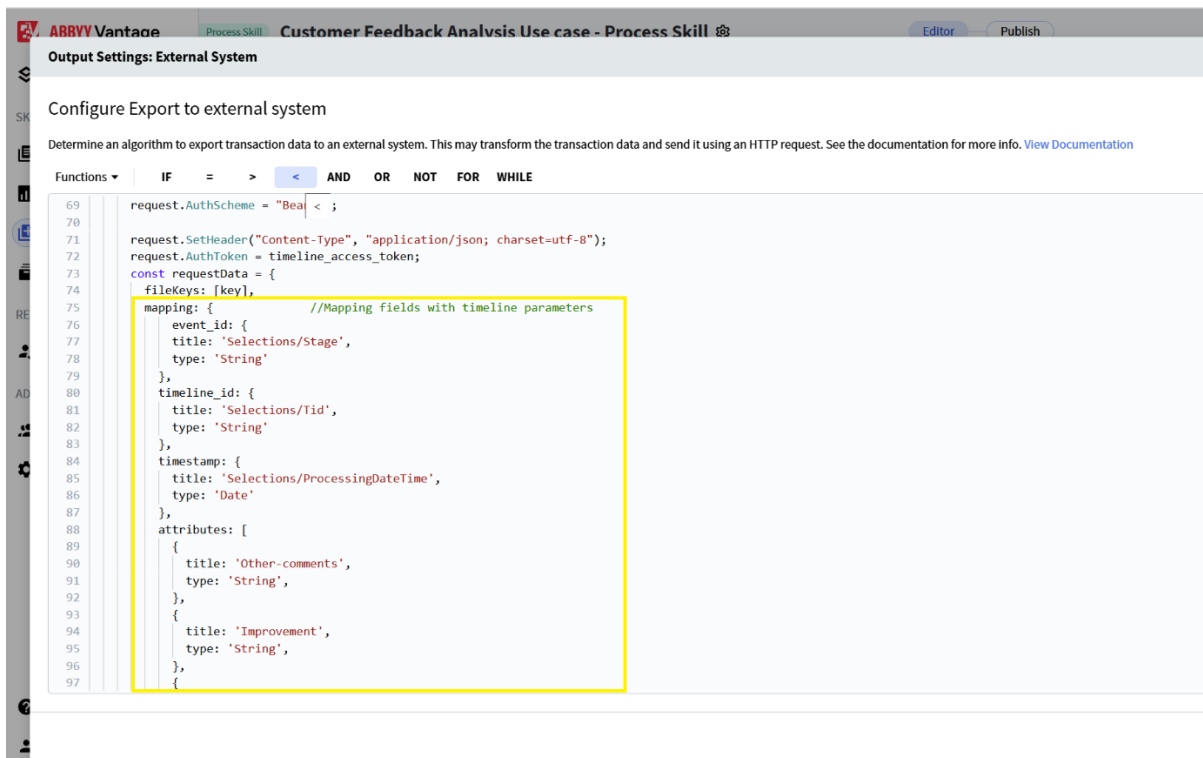 ABBYY Vantage Process Skill Customer Feedback Analysis Use case - Process Skill Editor Publish
Output Settings: External System
Configure Export to external system
SK
Determine an algorithm to export transaction data to an external system. This may transform the transaction data and send it using an HTTP request. See the documentation for more info. View Documentation
Functions IF = > < AND OR NOT FOR WHILE
69 request.AuthScheme = "Bea < ;
70
71 request.SetHeader("Content-Type", "application/json; charset=utf-8");
72 request.AuthToken = timeline_access_token;
73 const requestData = {
74 fileKeys: [key],
75 mapping: { //Mapping fields with timeline parameters
RE
76 event_id: {
77 title: 'Selections/Stage',
78 type: 'String'
79 },
AD
80 timeline_id: {
81 title: 'Selections/Tid',
82 type: 'String'
83 },
84 timestamp: {
85 title: 'Selections/ProcessingDateTime',
86 type: 'Date'
87 },
88 attributes: [
89 {
90 title: 'Other-comments',
91 type: 'String',
92 },
93 {
94 title: 'Improvement',
95 type: 'String',
96 },
97 {